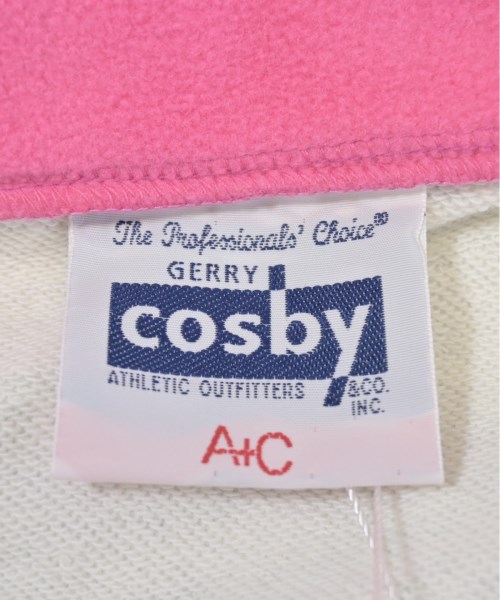 The Professionals' Choice®
GERRY
cosby
ATHLETIC OUTFITTERS &CO. INC.
A+C